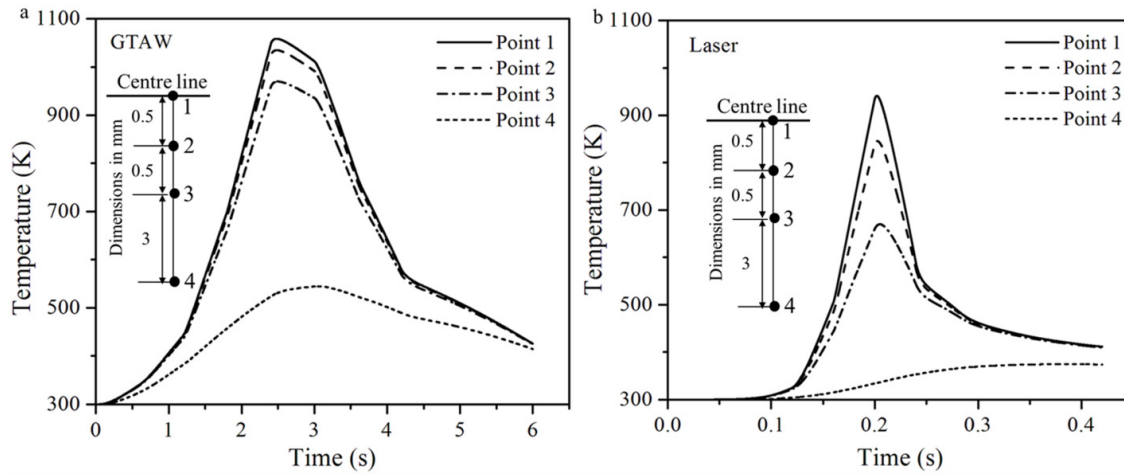 a
GTAW
Point 1
Point 2
Point 3
Point 4
Centre line
Dimensions in mm
0.5
0.5
3
1
2
3
4
Temperature (K)
1100
900
700
500
300
0
1
2
3
4
5
6
Time (s)
b
Laser
Point 1
Point 2
Point 3
Point 4
Centre line
Dimensions in mm
0.5
0.5
3
1
2
3
4
Temperature (K)
1100
900
700
500
300
0.0
0.1
0.2
0.3
0.4
Time (s)